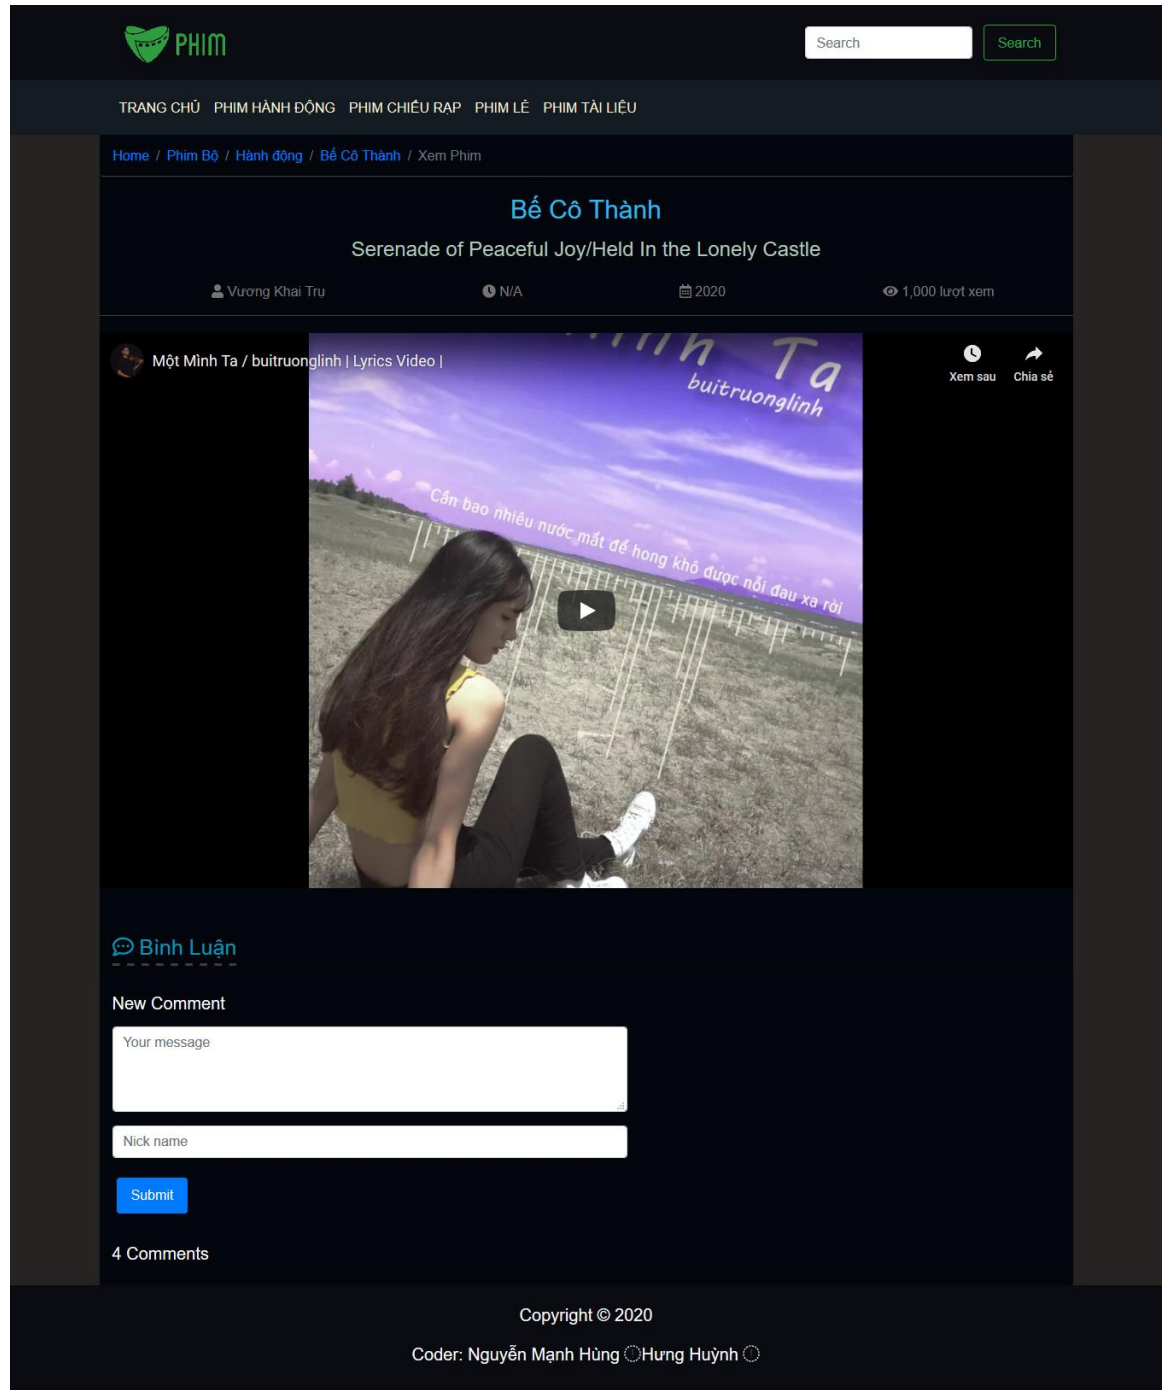 PHIM
Search Search
TRANG CHỦ PHIM HÀNH ĐỘNG PHIM CHIẾU RẠP PHIM LẺ PHIM TÀI LIỆU
Home / Phim Bộ / Hành động / Bế Cô Thành / Xem Phim
Bế Cô Thành
Serenade of Peaceful Joy/Held In the Lonely Castle
Vương Khai Trụ N/A 2020 1,000 lượt xem
Một Mình Ta / buitruonglinh | Lyrics Video |
Xem sau Chia sẻ
Mình Ta
buitruonglinh
Cần bao nhiêu nước mắt để hong khô được nỗi đau xa rời
Bình Luận
New Comment
Your message
Nick name
Submit
4 Comments
Copyright © 2020
Coder: Nguyễn Mạnh Hùng Hưng Huỳnh